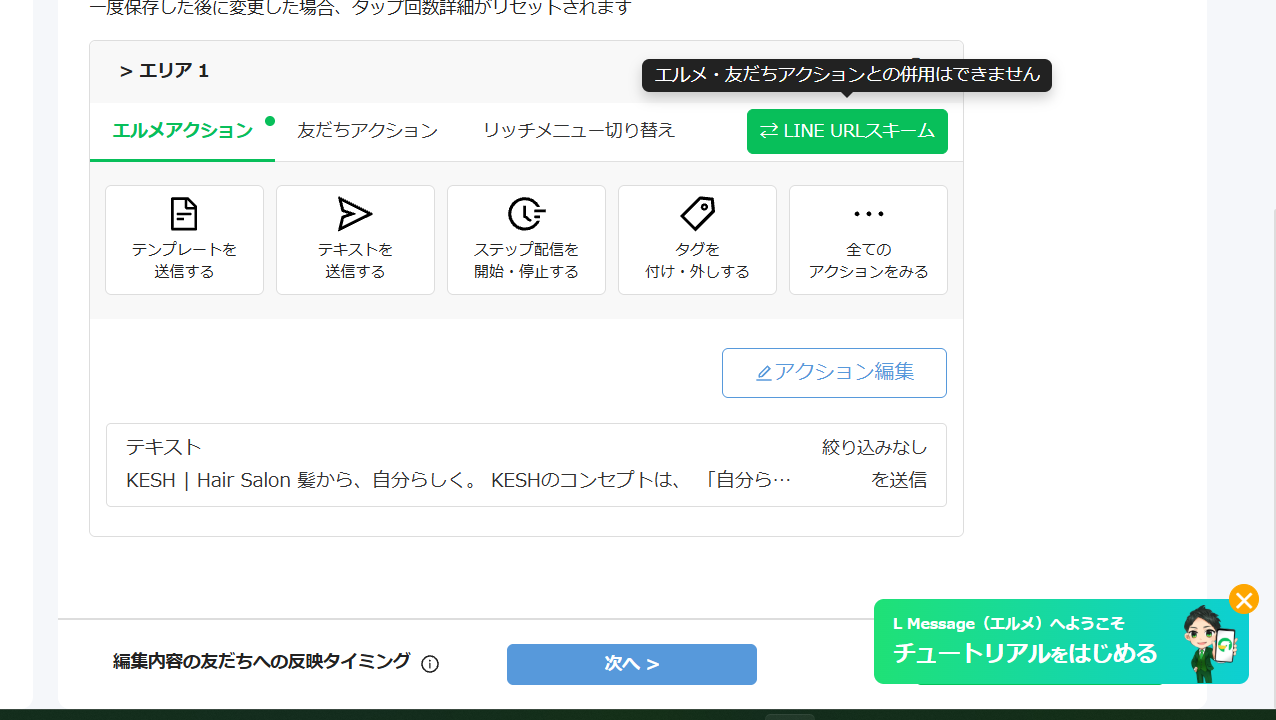 一度保存した後に変更した場合、タップ回数詳細がリセットされます
> エリア 1
エルメ・友だちアクションとの併用はできません
エルメアクション
友だちアクション
リッチメニュー切り替え
⇄ LINE URLスキーム
テンプレートを
送信する
テキストを
送信する
ステップ配信を
開始・停止する
タグを
付け・外しする
全ての
アクションをみる
アクション編集
テキスト
絞り込みなし
KESH | Hair Salon 髪から、自分らしく。 KESHのコンセプトは、 「自分ら…
を送信
L Message（エルメ）へようこそ
チュートリアルをはじめる
編集内容の友だちへの反映タイミング
次へ >